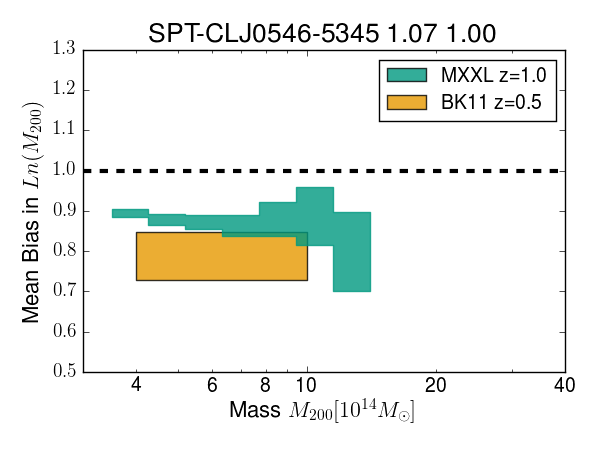 SPT-CLJ0546-5345 1.07 1.00
MXXL z=1.0
BK11 z=0.5
Mean Bias in Ln(M₂₀₀)
1.3
1.2
1.1
1.0
0.9
0.8
0.7
0.6
0.5
4 6 8 10 20 40
Mass M₂₀₀[10¹⁴M☉]